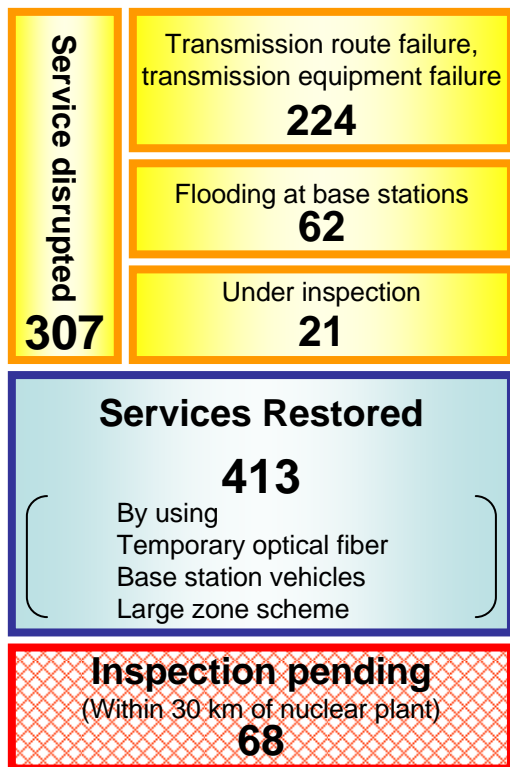 Service disrupted
307
Transmission route failure,
transmission equipment failure
224
Flooding at base stations
62
Under inspection
21
Services Restored
413
By using
Temporary optical fiber
Base station vehicles
Large zone scheme
Inspection pending
(Within 30 km of nuclear plant)
68